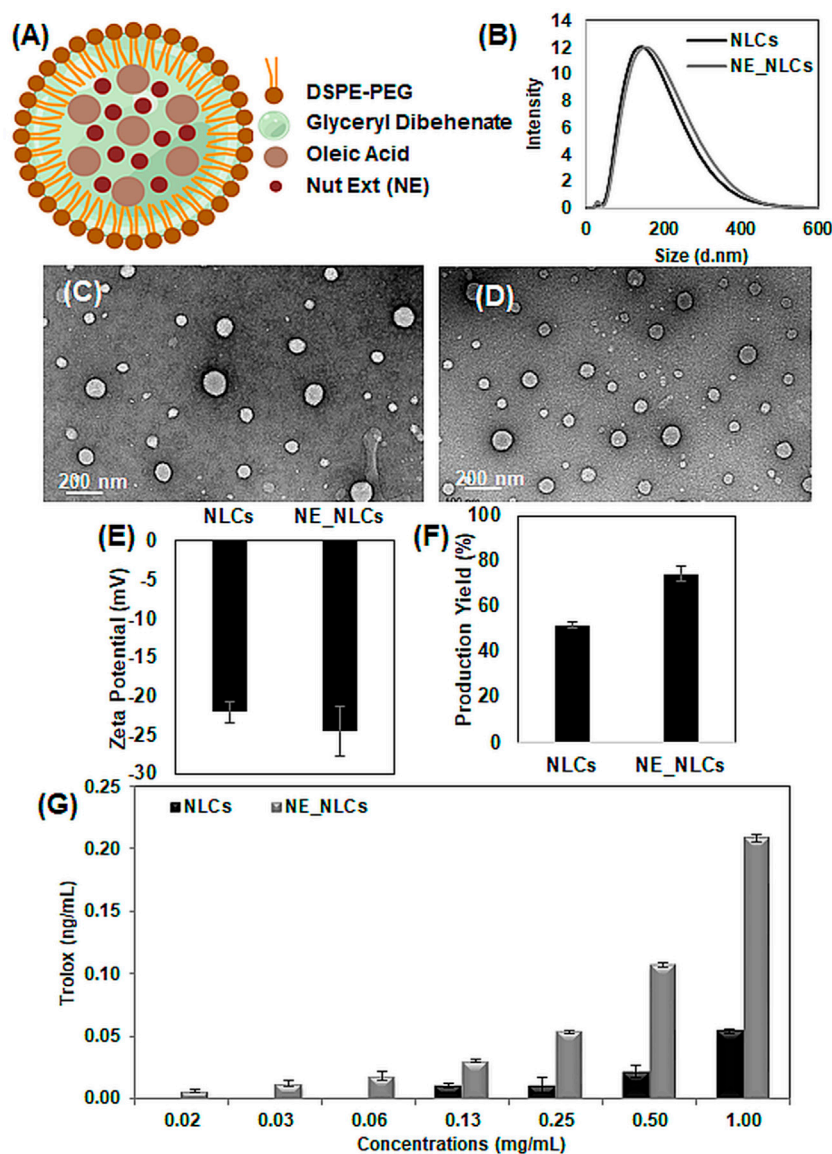 (A)
DSPE-PEG
Glyceryl Dibehenate
Oleic Acid
Nut Ext (NE)
(B)
Intensity
14
12
10
8
6
4
2
0
0 200 400 600
Size (d.nm)
NLCs
NE_NLCs
(C)
200 nm
(D)
200 nm
(E)
NLCs NE_NLCs
Zeta Potential (mV)
0
-5
-10
-15
-20
-25
-30
(F)
Production Yield (%)
100
80
60
40
20
0
NLCs NE_NLCs
(G)
NLCs NE_NLCs
Trolox (ng/mL)
0.25
0.20
0.15
0.10
0.05
0.00
0.02 0.03 0.06 0.13 0.25 0.50 1.00
Concentrations (mg/mL)